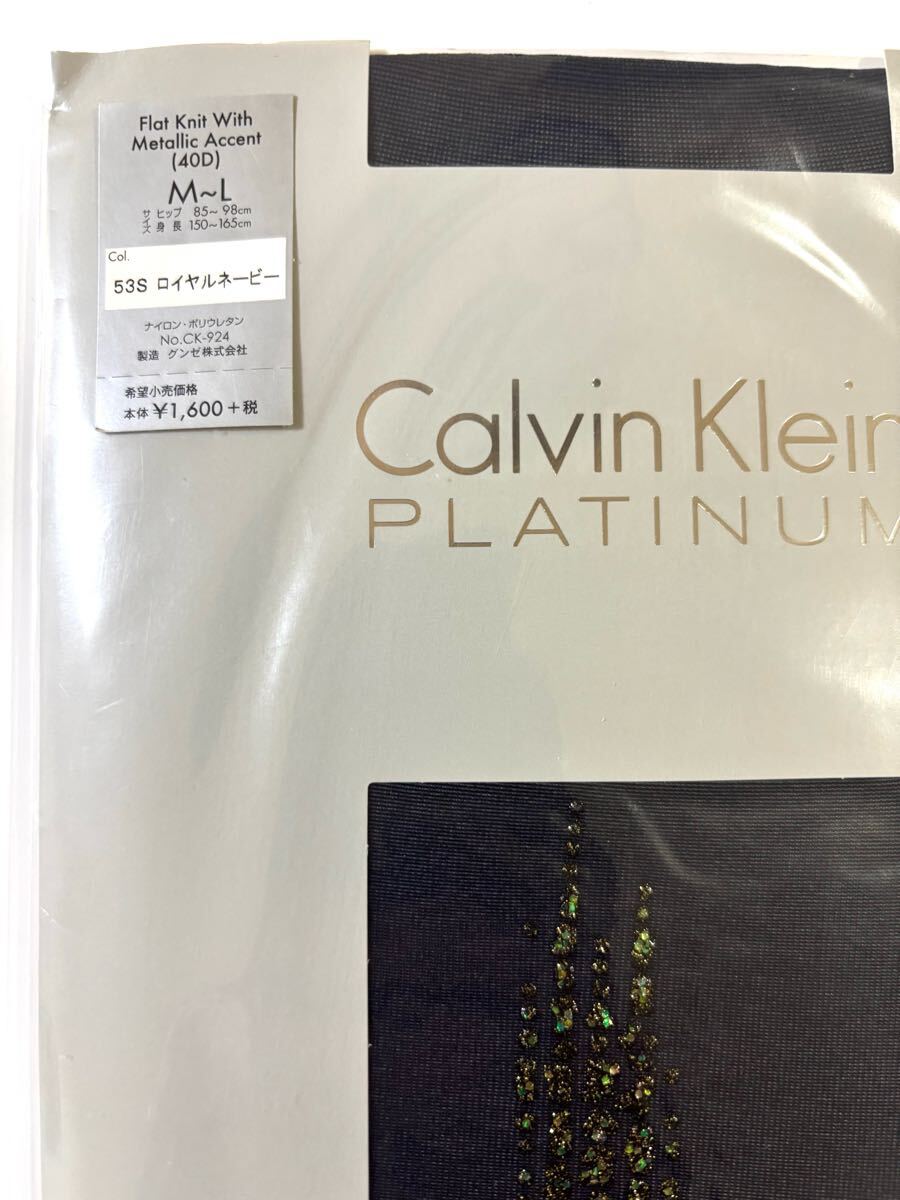 Flat Knit With
Metallic Accent
(40D)
M~L
サイズ ヒップ 85~98cm
身長 150~165cm
Col.
53S ロイヤルネービー
ナイロン・ポリウレタン
No.CK-924
製造 グンゼ株式会社
希望小売価格
本体 ¥1,600+税
Calvin Klein
PLATINUM